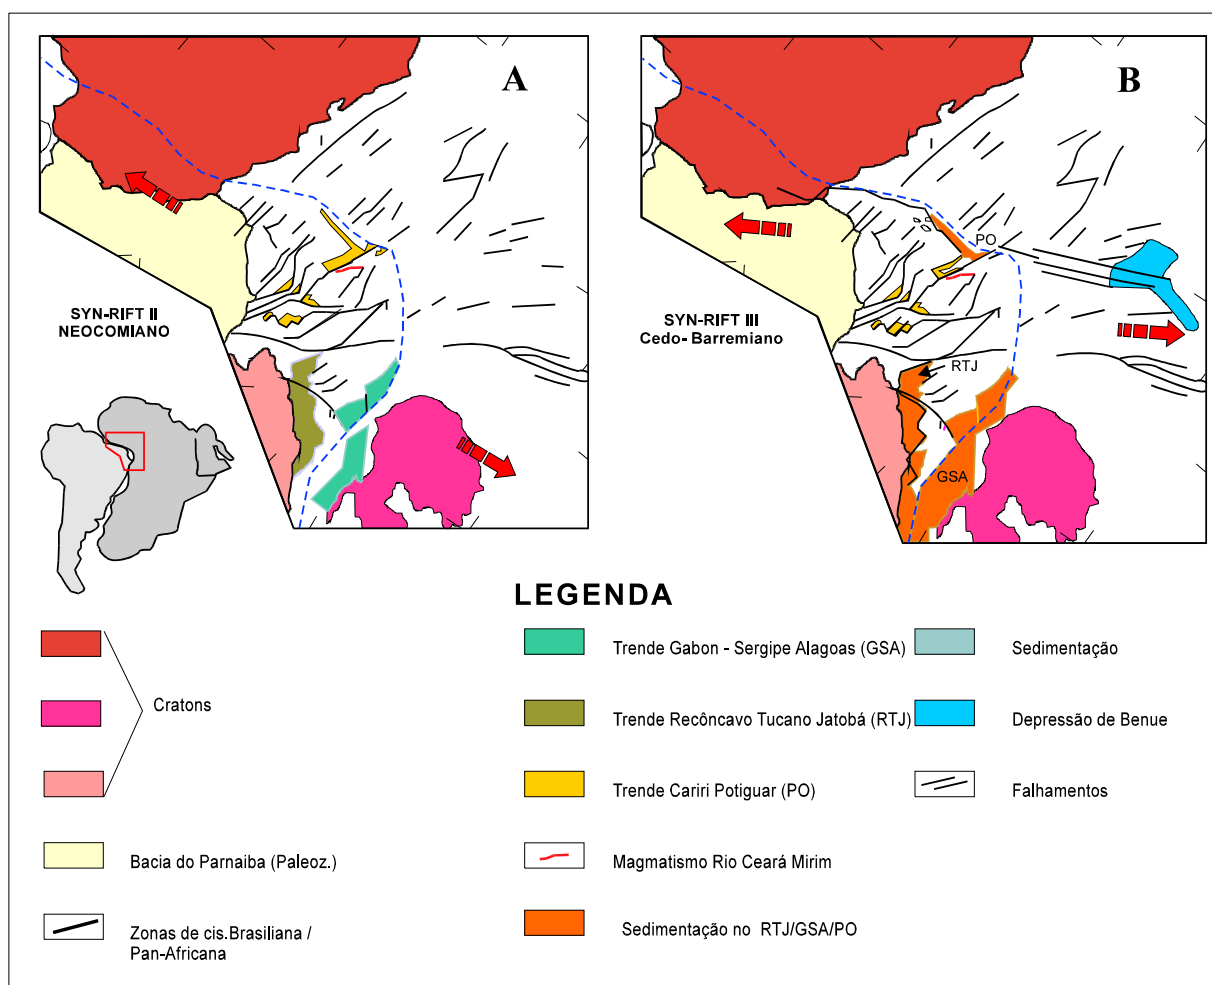 A
SYN-RIFT II
NEOCOMIANO
B
PO
SYN-RIFT III
Cedo- Barremiano
RTJ
GSA
LEGENDA
Cratons
Bacia do Parnaiba (Paleoz.)
Zonas de cis.Brasiliana /
Pan-Africana
Trende Gabon - Sergipe Alagoas (GSA)
Trende Recôncavo Tucano Jatobá (RTJ)
Trende Cariri Potiguar (PO)
Magmatismo Rio Ceará Mirim
Sedimentação no RTJ/GSA/PO
Sedimentação
Depressão de Benue
Falhamentos